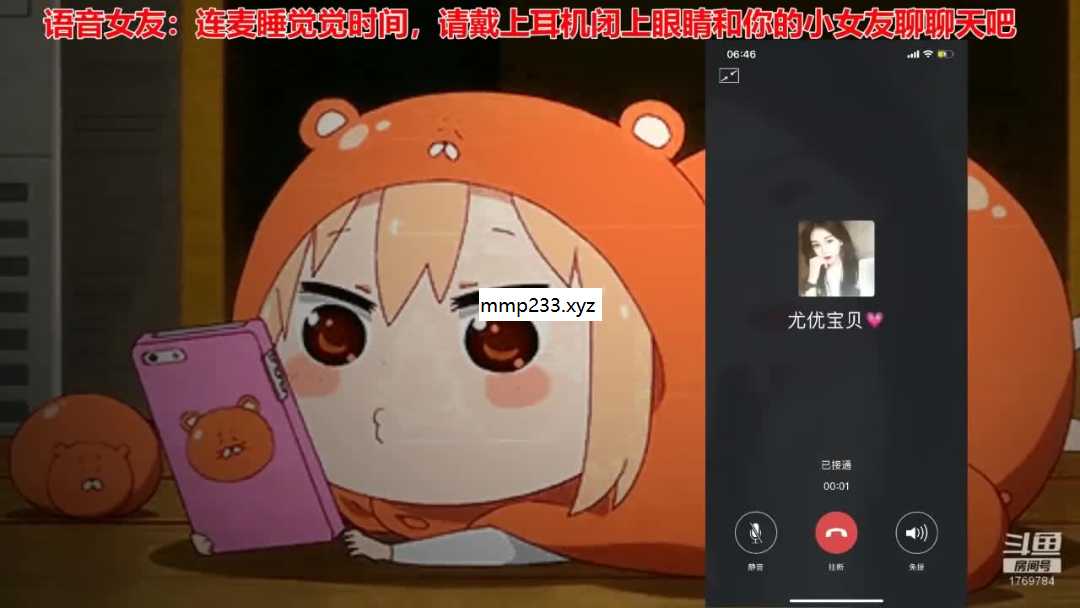 语音女友：连麦睡觉觉时间，请戴上耳机闭上眼睛和你的小女友聊聊天吧
06:46
mmp233.xyz
尤优宝贝💗
已接通
00:01
静音
挂断
免提
斗鱼
房间号
1769784